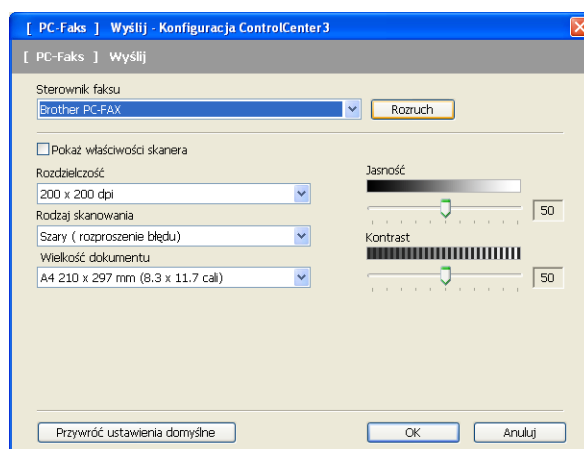 [ PC-Faks ] Wyślij - Konfiguracja ControlCenter3
[ PC-Faks ] Wyślij
Sterownik faksu
Brother PC-FAX
Rozruch
Pokaż właściwości skanera
Rozdzielczość
200 x 200 dpi
Rodzaj skanowania
Szary ( rozproszenie błędu)
Wielkość dokumentu
A4 210 x 297 mm (8.3 x 11.7 cali)
Jasność
50
Kontrast
50
Przywróć ustawienia domyślne
OK
Anuluj